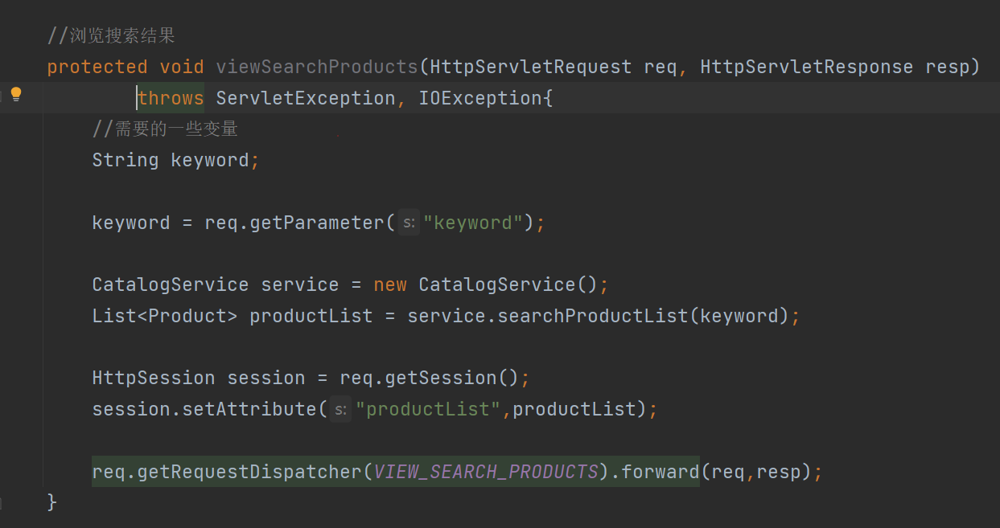 //浏览搜索结果
protected void viewSearchProducts(HttpServletRequest req, HttpServletResponse resp)
throws ServletException, IOException{
//需要的一些变量
String keyword;
keyword = req.getParameter( s: "keyword");
CatalogService service = new CatalogService();
List<Product> productList = service.searchProductList(keyword);
HttpSession session = req.getSession();
session.setAttribute( s: "productList",productList);
req.getRequestDispatcher(VIEW_SEARCH_PRODUCTS).forward(req,resp);
}